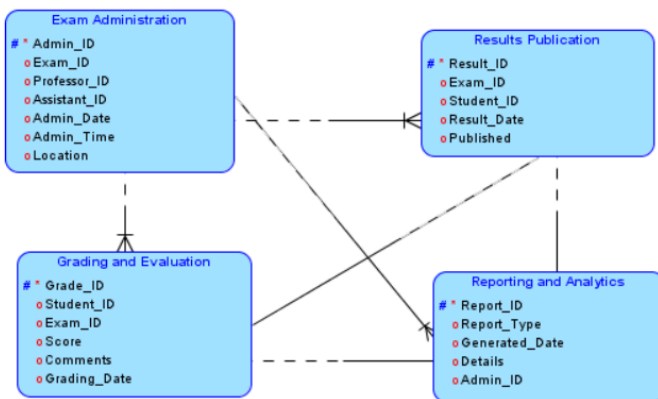 Exam Administration
# * Admin_ID
o Exam_ID
o Professor_ID
o Assistant_ID
o Admin_Date
o Admin_Time
o Location
Results Publication
# * Result_ID
o Exam_ID
o Student_ID
o Result_Date
o Published
Grading and Evaluation
# * Grade_ID
o Student_ID
o Exam_ID
o Score
o Comments
o Grading_Date
Reporting and Analytics
# * Report_ID
o Report_Type
o Generated_Date
o Details
o Admin_ID